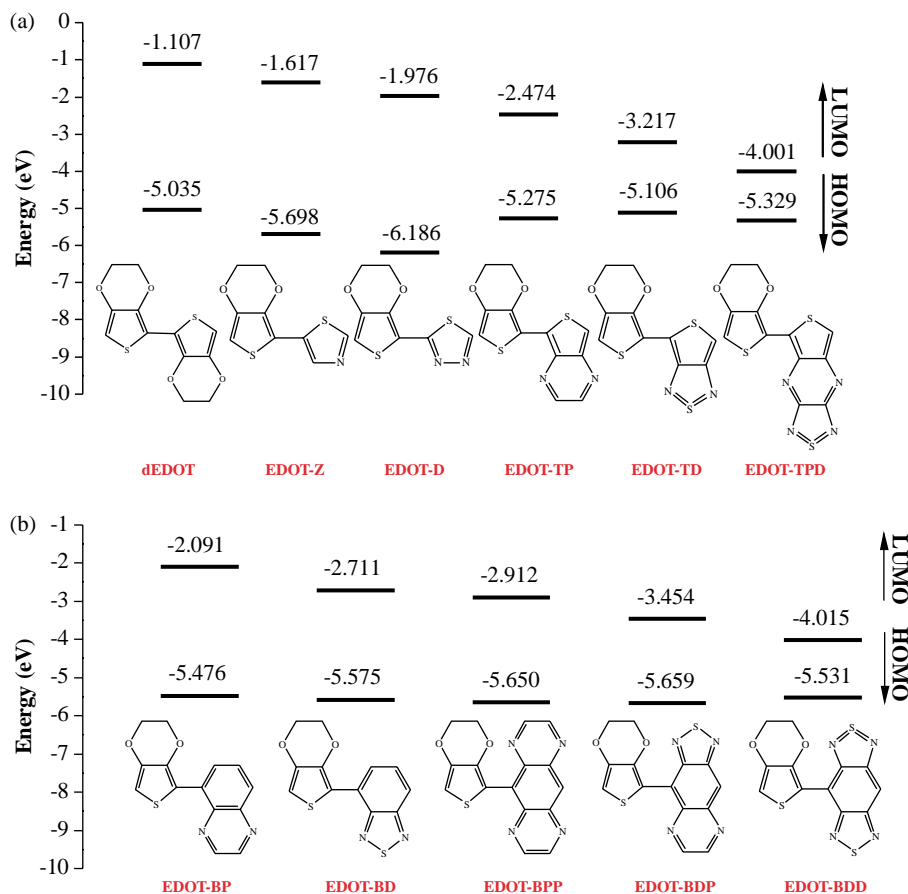 (a)
0
-1
-2
-3
-4
-5
-6
-7
-8
-9
-10
Energy (eV)
-1.107
-1.617
-1.976
-2.474
-3.217
-4.001
-5.035
-5.698
-6.186
-5.275
-5.106
-5.329
LUMO
HOMO
O O S S O O
O O S S N
O O S S N N
O O S S N N
O O S S N N S
O O S S N N N N S
dEDOT EDOT-Z EDOT-D EDOT-TP EDOT-TD EDOT-TPD
(b)
-1
-2
-3
-4
-5
-6
-7
-8
-9
-10
Energy (eV)
-2.091
-2.711
-2.912
-3.454
-4.015
-5.476
-5.575
-5.650
-5.659
-5.531
LUMO
HOMO
O O S N N
O O S N N S
O O S N N N N
O O S N S N N N
O O S N S N N S N
EDOT-BP EDOT-BD EDOT-BPP EDOT-BDP EDOT-BDD